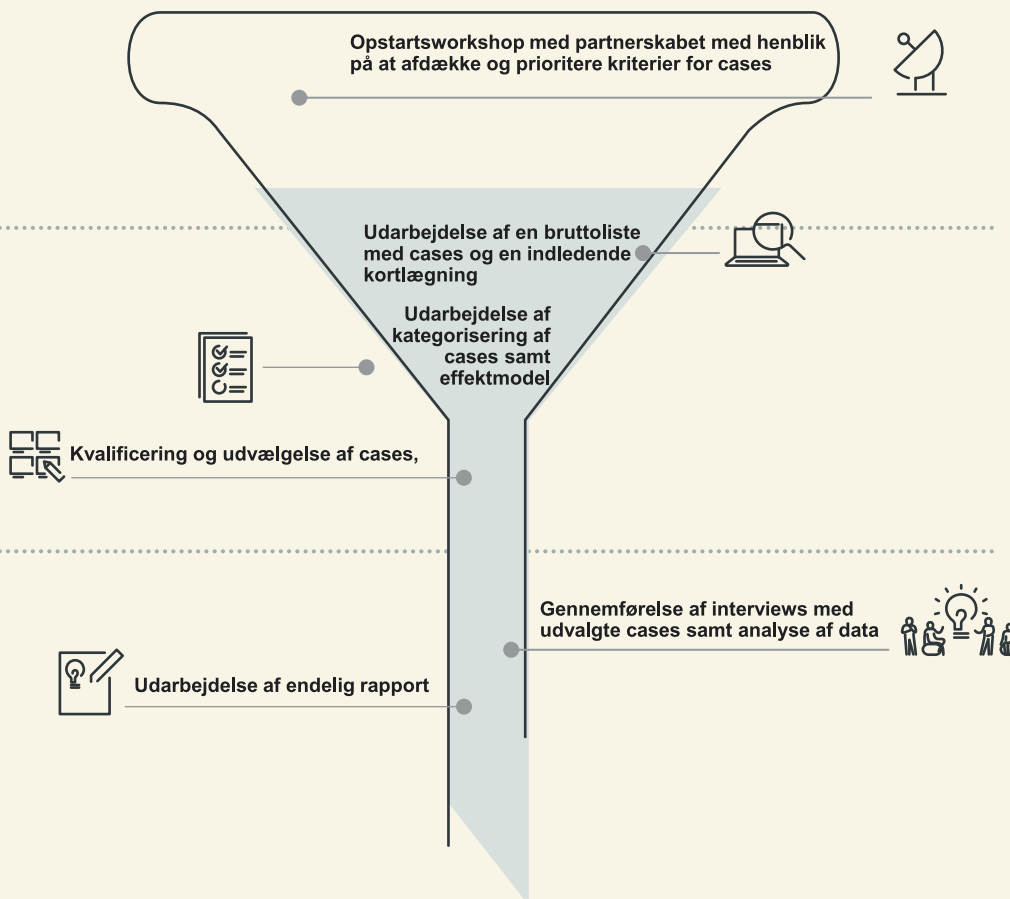 Opstartsworkshop med partnerskabet med henblik
på at afdække og prioritere kriterier for cases
Udarbejdelse af en bruttoliste
med cases og en indledende
kortlægning
Udarbejdelse af
kategorisering af
cases samt
effektmodel
Kvalificering og udvælgelse af cases,
Gennemførelse af interviews med
udvalgte cases samt analyse af data
Udarbejdelse af endelig rapport